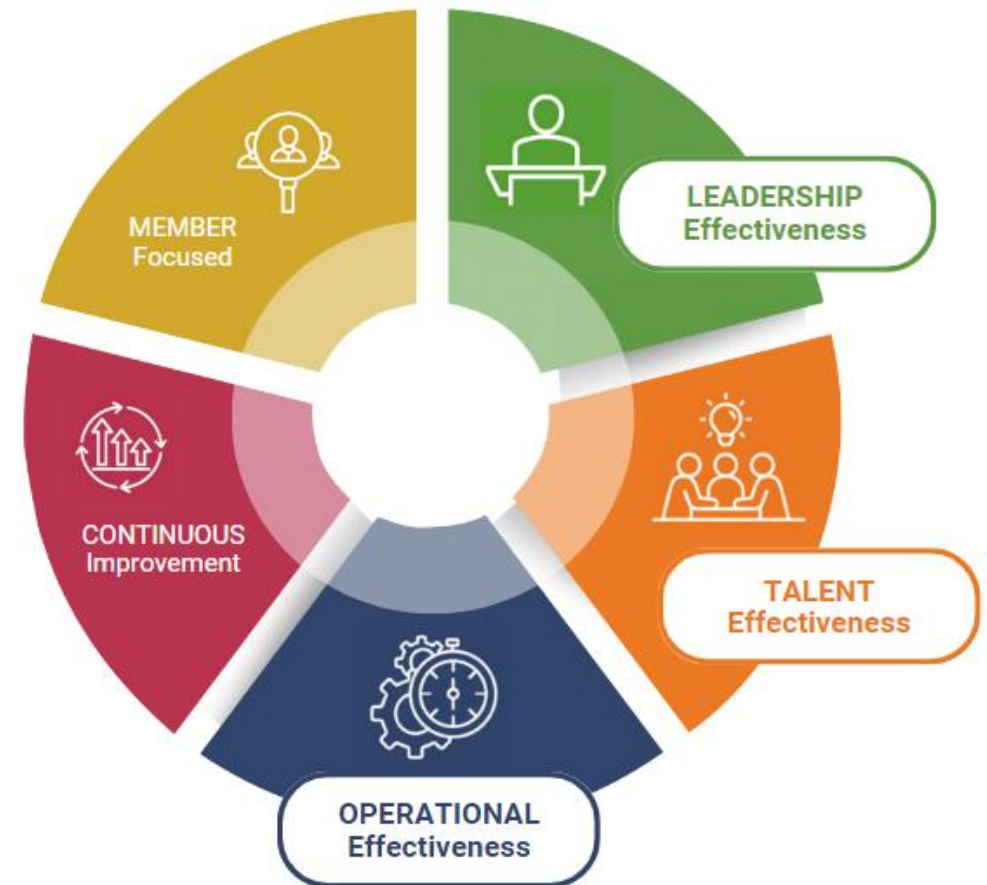 MEMBER
Focused
LEADERSHIP
Effectiveness
CONTINUOUS
Improvement
TALENT
Effectiveness
OPERATIONAL
Effectiveness